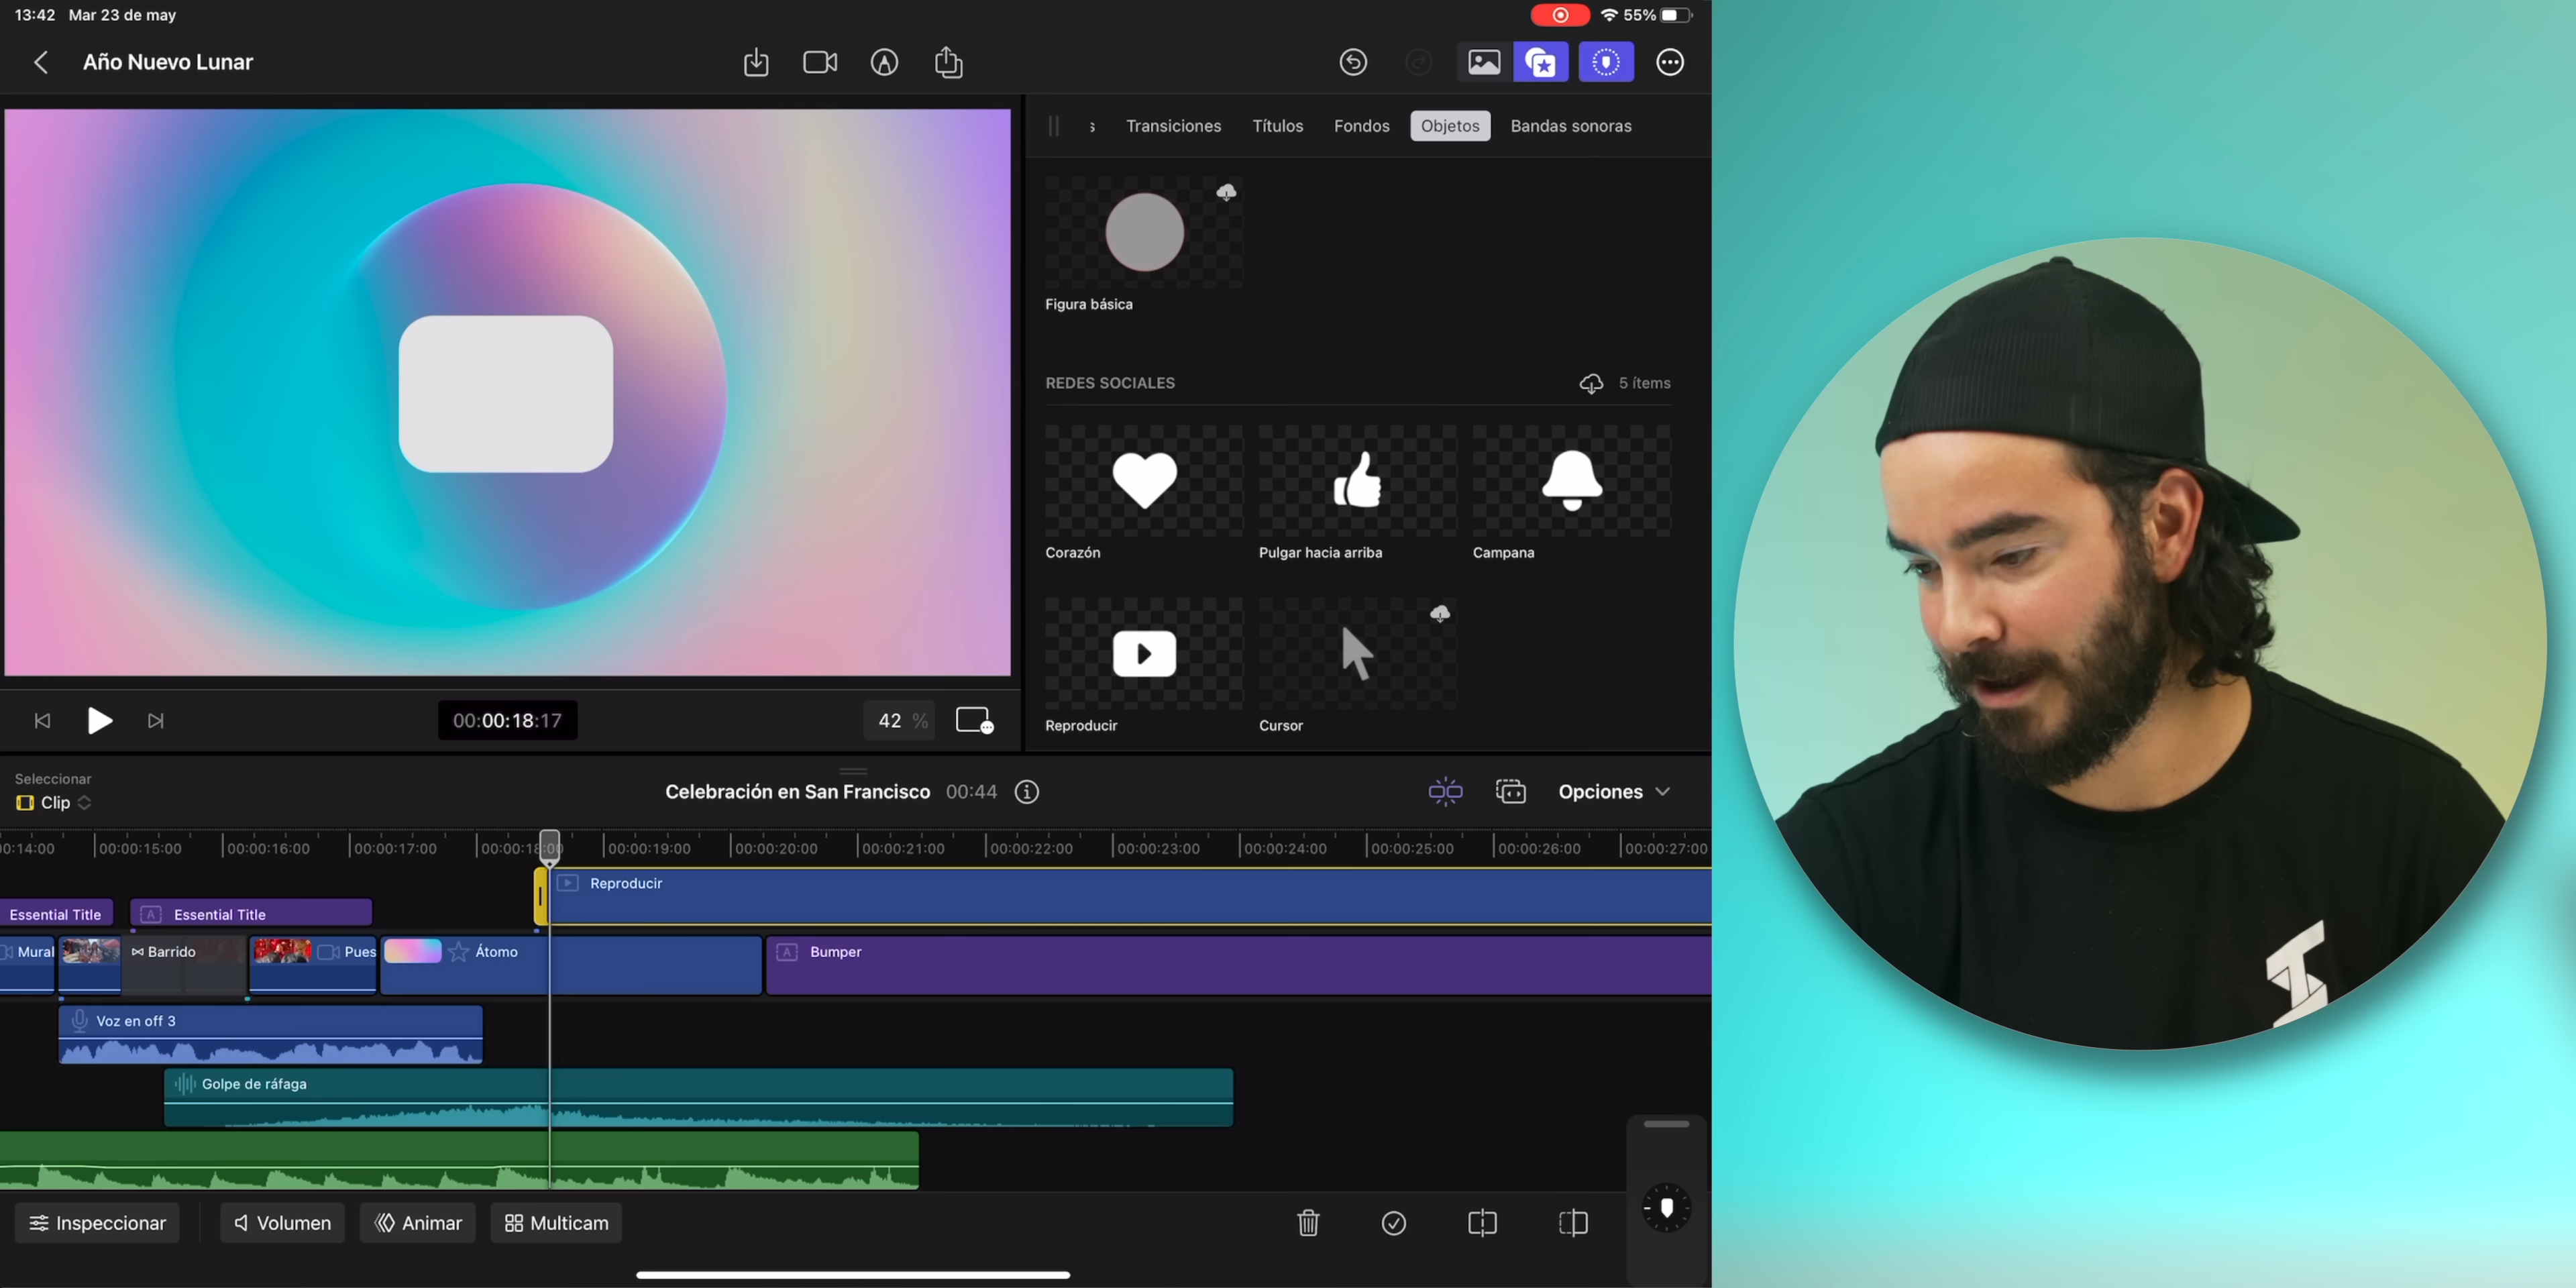 13:42 Mar 23 de may
55%
Año Nuevo Lunar
s Transiciones Títulos Fondos Objetos Bandas sonoras
Figura básica
REDES SOCIALES 5 ítems
Corazón Pulgar hacia arriba Campana
Reproducir Cursor
00:00:18:17 42 %
Seleccionar
Clip
Celebración en San Francisco 00:44
Opciones
0:14:00 00:00:15:00 00:00:16:00 00:00:17:00 00:00:18:00 00:00:19:00 00:00:20:00 00:00:21:00 00:00:22:00 00:00:23:00 00:00:24:00 00:00:25:00 00:00:26:00 00:00:27:00
Reproducir
Essential Title A Essential Title
Mural Barrido Pues Átomo A Bumper
Voz en off 3
Golpe de ráfaga
Inspeccionar Volumen Animar Multicam